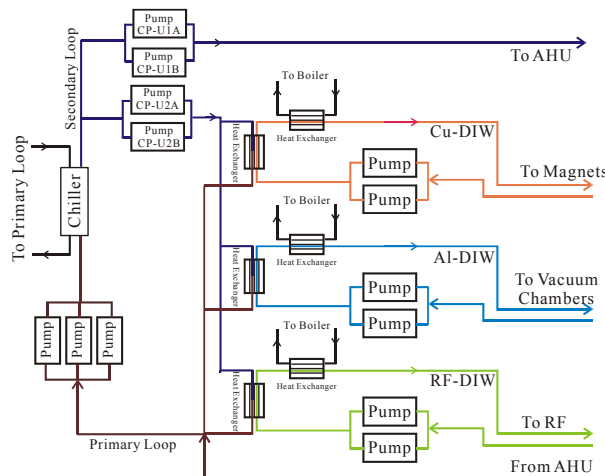 Pump
CP-U1A
Pump
CP-U1B
To AHU
Secondary Loop
Pump
CP-U2A
Pump
CP-U2B
To Boiler
Heat Exchanger
Heat Exchanger
Cu-DIW
Pump
Pump
To Magnets
To Primary Loop
Chiller
To Boiler
Heat Exchanger
Heat Exchanger
Al-DIW
Pump
Pump
To Vacuum
Chambers
Pump
Pump
Pump
To Boiler
Heat Exchanger
Heat Exchanger
RF-DIW
Pump
Pump
To RF
Primary Loop
From AHU